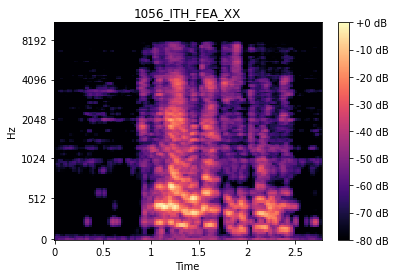 1056_ITH_FEA_XX
Hz
8192
4096
2048
1024
512
0
0 0.5 1 1.5 2 2.5
Time
+0 dB
-10 dB
-20 dB
-30 dB
-40 dB
-50 dB
-60 dB
-70 dB
-80 dB